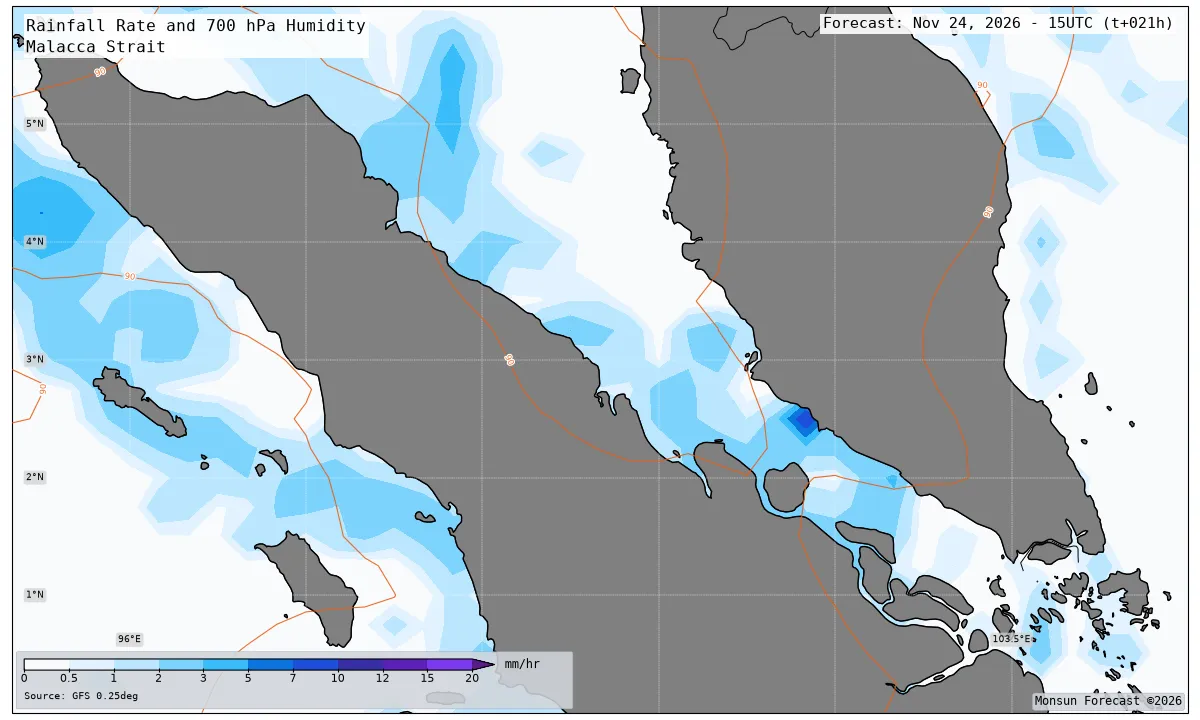 Rainfall Rate and 700 hPa Humidity
Malacca Strait
Forecast: Nov 24, 2026 - 15UTC (t+021h)
90
90
5°N
90
4°N
90
3°N
90
90
2°N
1°N
96°E
103.5°E
mm/hr
0 0.5 1 2 3 5 7 10 12 15 20
Source: GFS 0.25deg
Monsun Forecast ©2026